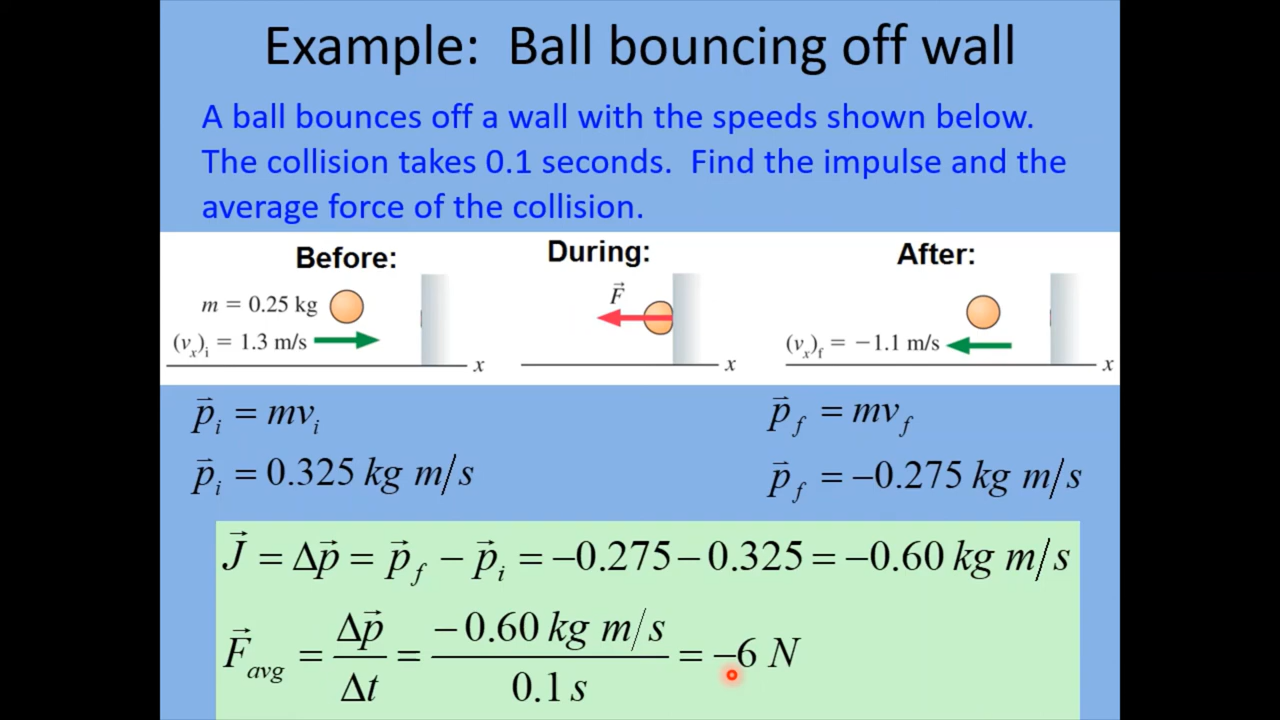 Example: Ball bouncing off wall
A ball bounces off a wall with the speeds shown below.
The collision takes 0.1 seconds. Find the impulse and the
average force of the collision.
Before:
m = 0.25 kg
(vₓ)ᵢ = 1.3 m/s
x
During:
F⃗
x
After:
(vₓ)f = −1.1 m/s
x
p⃗ᵢ = mvᵢ
p⃗ᵢ = 0.325 kg m/s
p⃗f = mvf
p⃗f = −0.275 kg m/s
J⃗ = Δp⃗ = p⃗f − p⃗ᵢ = −0.275 − 0.325 = −0.60 kg m/s
F⃗avg = Δp⃗/Δt = −0.60 kg m/s / 0.1 s = −6 N